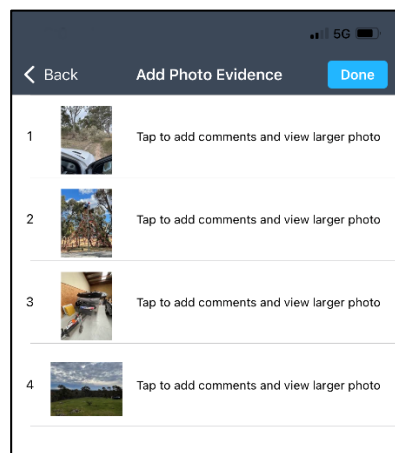 5G
Back Add Photo Evidence Done
1 Tap to add comments and view larger photo
2 Tap to add comments and view larger photo
3 Tap to add comments and view larger photo
4 Tap to add comments and view larger photo